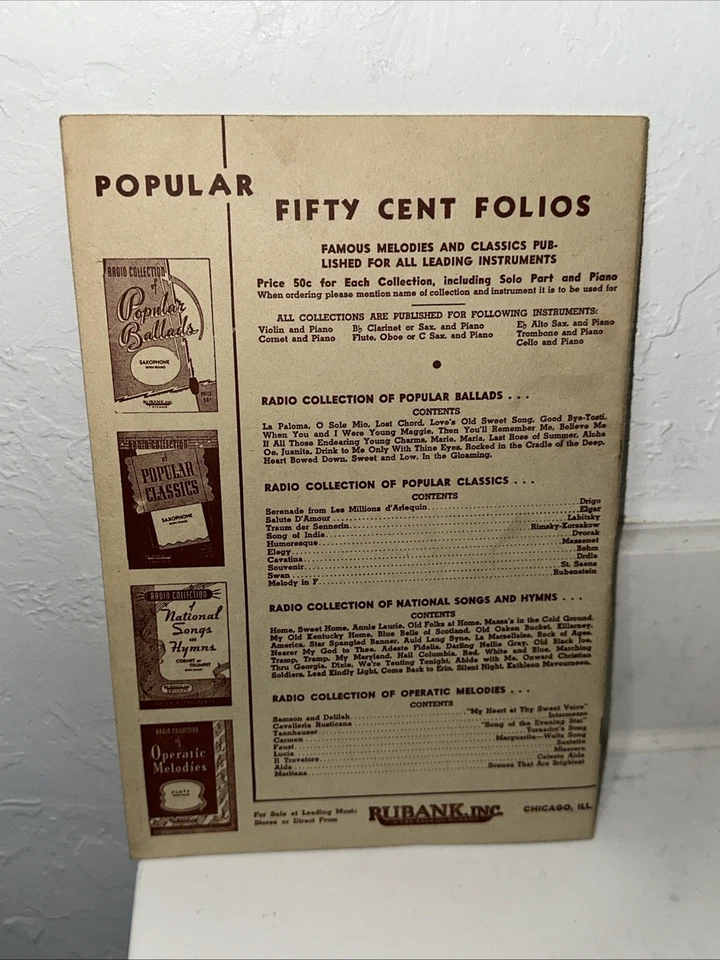 POPULAR
FIFTY CENT FOLIOS
FAMOUS MELODIES AND CLASSICS PUB-
LISHED FOR ALL LEADING INSTRUMENTS
Price 50c for Each Collection, including Solo Part and Piano
When ordering please mention name of collection and instrument it is to be used for
ALL COLLECTIONS ARE PUBLISHED FOR FOLLOWING INSTRUMENTS:
Violin and Piano B♭ Clarinet or Sax. and Piano E♭ Alto Sax. and Piano
Cornet and Piano Flute, Oboe or C Sax. and Piano Trombone and Piano
Cello and Piano
RADIO COLLECTION OF POPULAR BALLADS . . .
CONTENTS
La Paloma, O Sole Mio, Lost Chord, Love's Old Sweet Song, Good Bye-Tosti,
When You and I Were Young Maggie, Then You'll Remember Me, Believe Me
If All Those Endearing Young Charms, Marie, Maria, Last Rose of Summer, Aloha
Oe, Juanita, Drink to Me Only With Thine Eyes, Rocked in the Cradle of the Deep,
Heart Bowed Down, Sweet and Low, In the Gloaming.
RADIO COLLECTION OF POPULAR CLASSICS . . .
CONTENTS
Serenade from Les Millions d'Arlequin Drigo
Salute D'Amour Elgar
Traum der Sennerin Labitzky
Song of India Rimsky-Korsakow
Humoresque Dvorak
Elegy Massenet
Cavatina Bohm
Souvenir Drdla
Swan St. Saens
Melody in F Rubenstein
RADIO COLLECTION OF NATIONAL SONGS AND HYMNS . . .
CONTENTS
Home, Sweet Home, Annie Laurie, Old Folks at Home, Massa's in the Cold Ground,
My Old Kentucky Home, Blue Bells of Scotland, Old Oaken Bucket, Killarney,
America, Star Spangled Banner, Auld Lang Syne, La Marseilaise, Rock of Ages,
Nearer My God to Thee, Adeste Fidelis, Darling Nellie Gray, Old Black Joe,
Tramp, Tramp, My Maryland, Hail Columbia, Red, White and Blue, Marching
Thru Georgia, Dixie, We're Tenting Tonight, Abide with Me, Onward Christian
Soldiers, Lead Kindly Light, Come Back to Erin, Silent Night, Kathleen Mavourneen.
RADIO COLLECTION OF OPERATIC MELODIES . . .
CONTENTS
Samson and Delilah "My Heart at Thy Sweet Voice"
Cavalleria Rusticana Intermezzo
Tannhauser "Song of the Evening Star"
Carmen Toreador's Song
Faust Marguerite—Waltz Song
Lucia Sextette
Il Trovatore Miserere
Aida Celeste Aida
Maritana Scenes That Are Brightest
For Sale at Leading Music
Stores or Direct From
RUBANK, INC.
CHICAGO, ILL.
RADIO COLLECTION
of
Popular
Ballads
SAXOPHONE
WITH PIANO
RUBANK, INC.
PRICE
50¢
RADIO COLLECTION
of
POPULAR
CLASSICS
SAXOPHONE
RADIO COLLECTION
of
National
Songs
AND
Hymns
CORNET OR
TRUMPET
RADIO COLLECTION
of
Operatic
Melodies
FLUTE